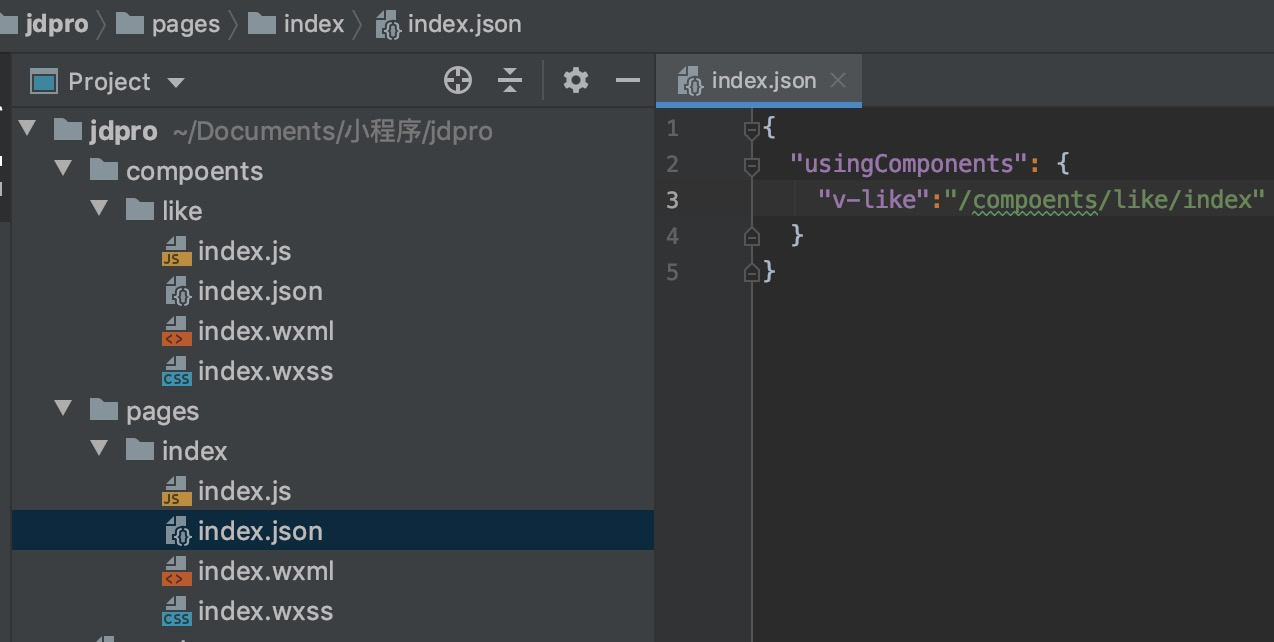 jdpro pages index index.json
Project
index.json
jdpro ~/Documents/小程序/jdpro
compoents
like
index.js
index.json
index.wxml
index.wxss
pages
index
index.js
index.json
index.wxml
index.wxss
1 {
2 "usingComponents": {
3 "v-like":"/compoents/like/index"
4 }
5 }